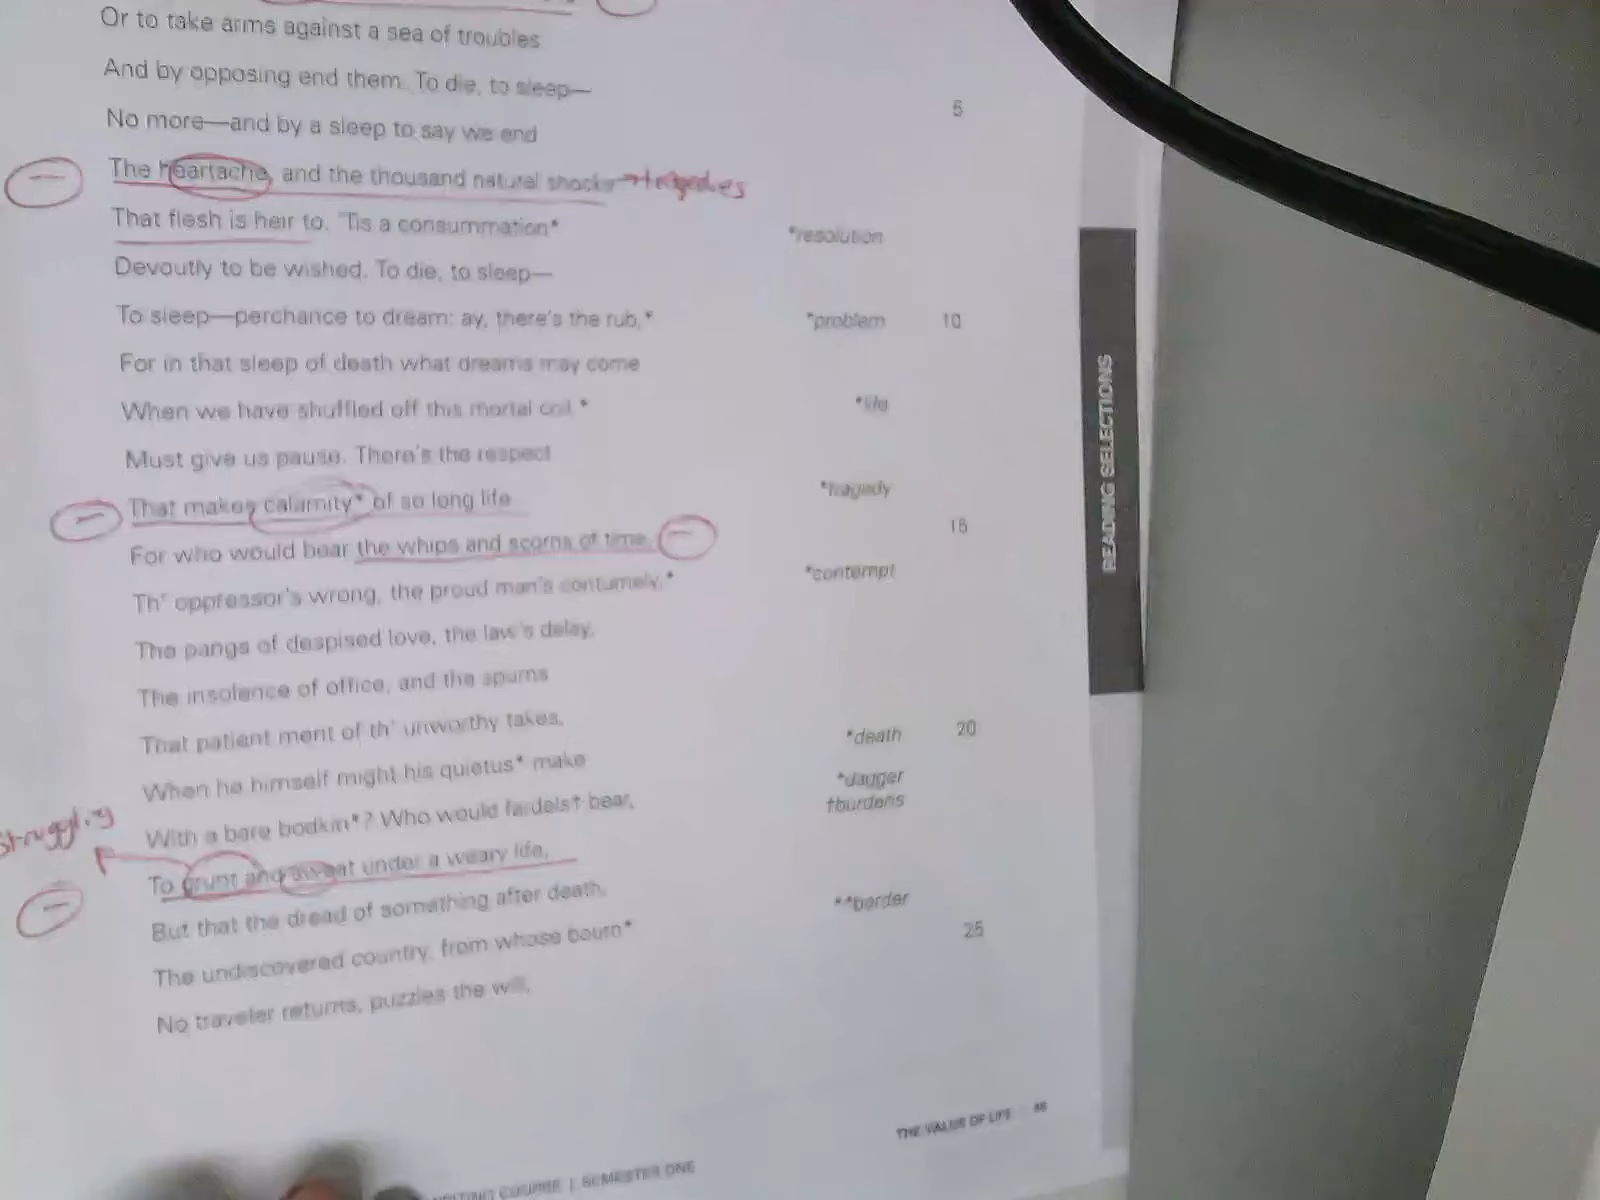 Or to take arms against a sea of troubles
And by opposing end them. To die, to sleep—
5
No more—and by a sleep to say we end
The heartache, and the thousand natural shocks → tragedies
That flesh is heir to. 'Tis a consummation* *resolution
Devoutly to be wished. To die, to sleep—
To sleep—perchance to dream: ay, there's the rub,* *problem 10
For in that sleep of death what dreams may come
When we have shuffled off this mortal coil,* *life
Must give us pause. There's the respect
That makes calamity* of so long life *tragedy
For who would bear the whips and scorns of time, 15
Th' oppressor's wrong, the proud man's contumely,* *contempt
The pangs of despised love, the law's delay,
The insolence of office, and the spurns
That patient merit of th' unworthy takes,
When he himself might his quietus* make *death 20
With a bare bodkin*? Who would fardels† bear, *dagger
†burdens
struggling
To grunt and sweat under a weary life,
But that the dread of something after death,
The undiscovered country, from whose bourn* **border
25
No traveler returns, puzzles the will,
READING SELECTIONS
THE VALUE OF LIFE
COURSE | SEMESTER ONE